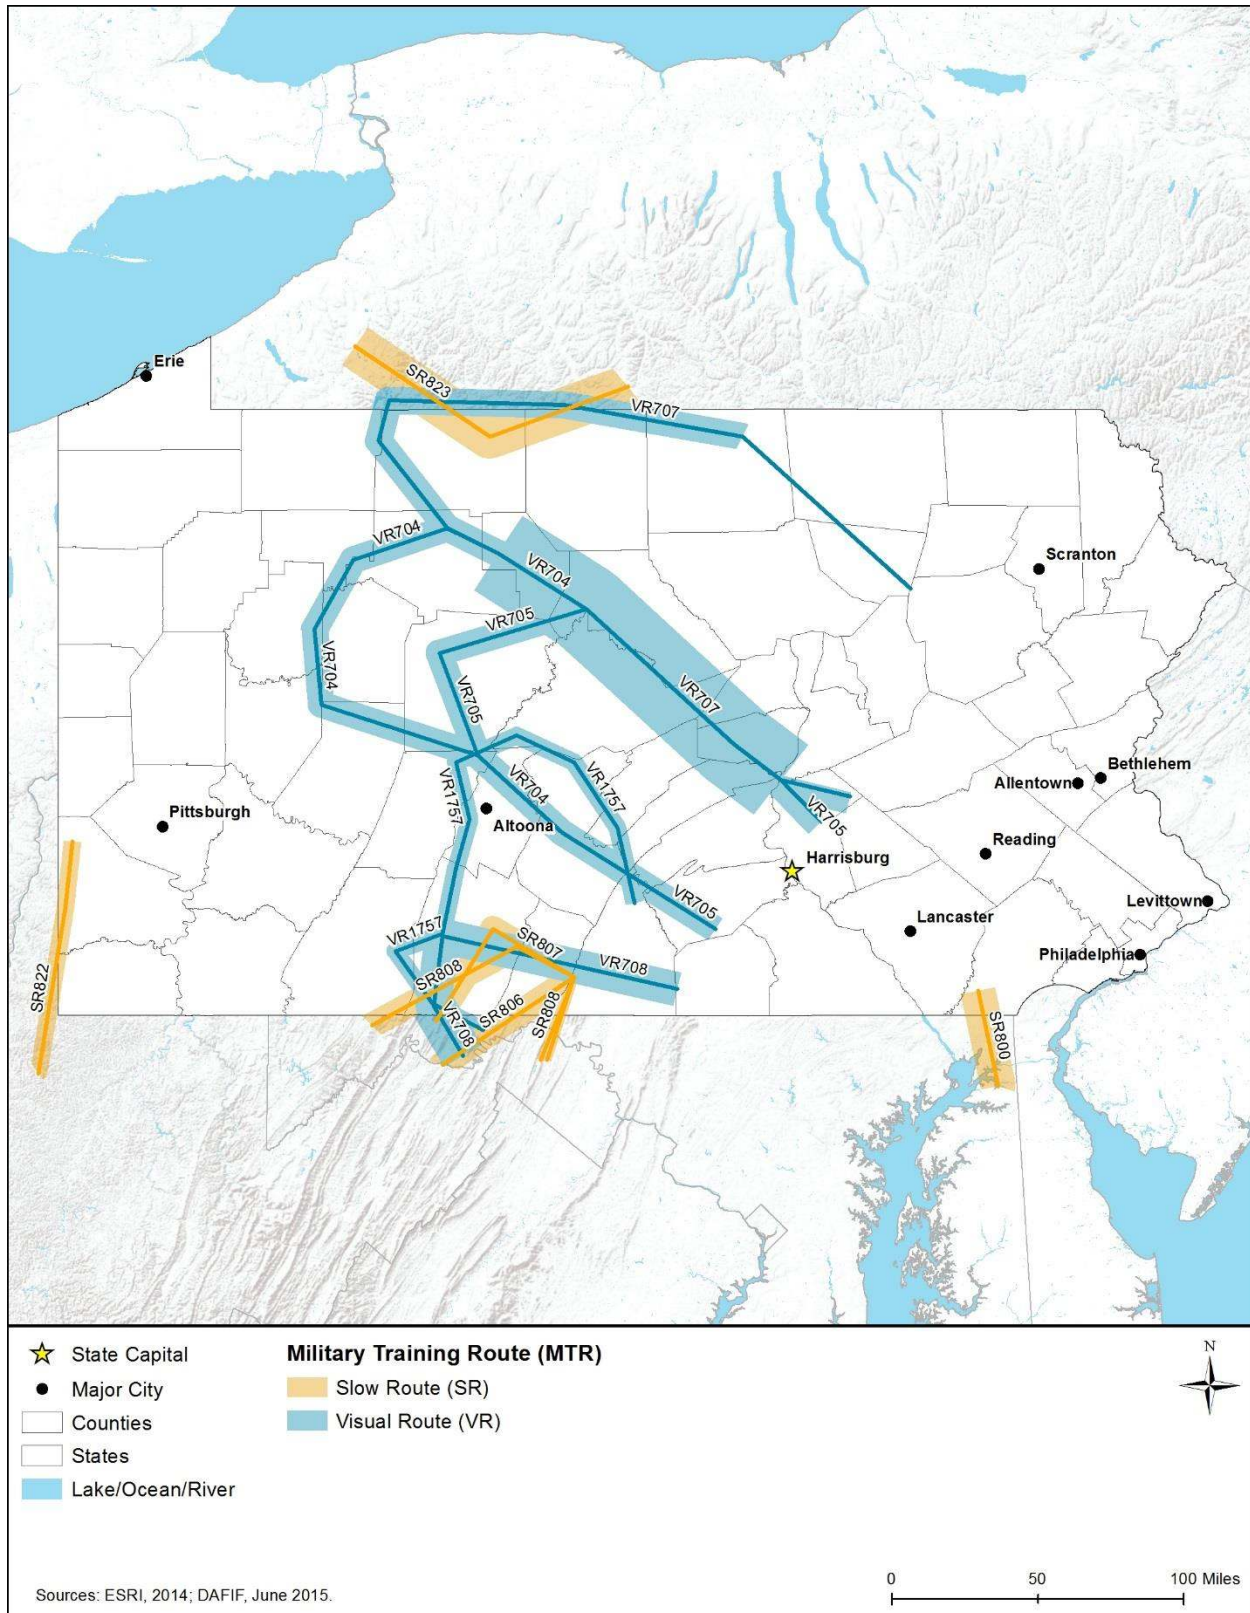 Erie
SR823
VR707
VR704
Scranton
VR704
VR705
VR704
VR707
VR705
Bethlehem
Allentown
VR1757
VR704
VR1757
Pittsburgh
Altoona
VR705
Reading
Harrisburg
Levittown
Lancaster
VR705
VR1757
SR807
Philadelphia
VR708
SR808
SR822
SR806
VR708
SR808
SR800
State Capital
Major City
Counties
States
Lake/Ocean/River
Military Training Route (MTR)
Slow Route (SR)
Visual Route (VR)
N
Sources: ESRI, 2014; DAFIF, June 2015.
0 50 100 Miles